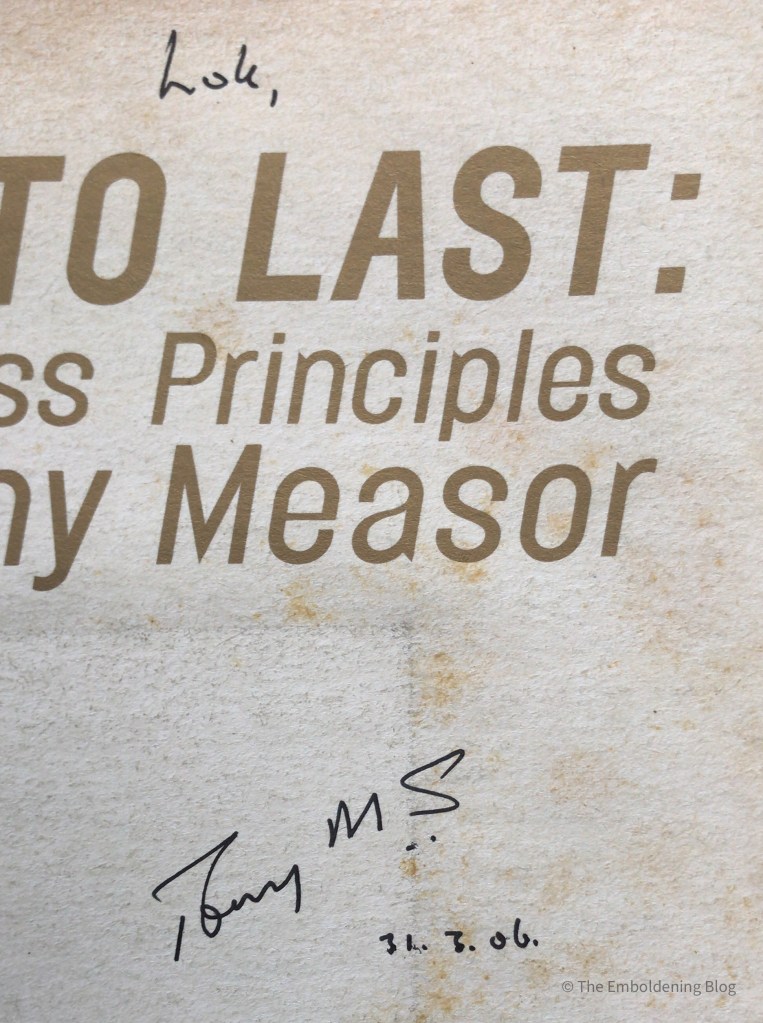 Lok,
TO LAST:
ss Principles
ny Measor
Tony M S
31. 3. 06.
© The Emboldening Blog